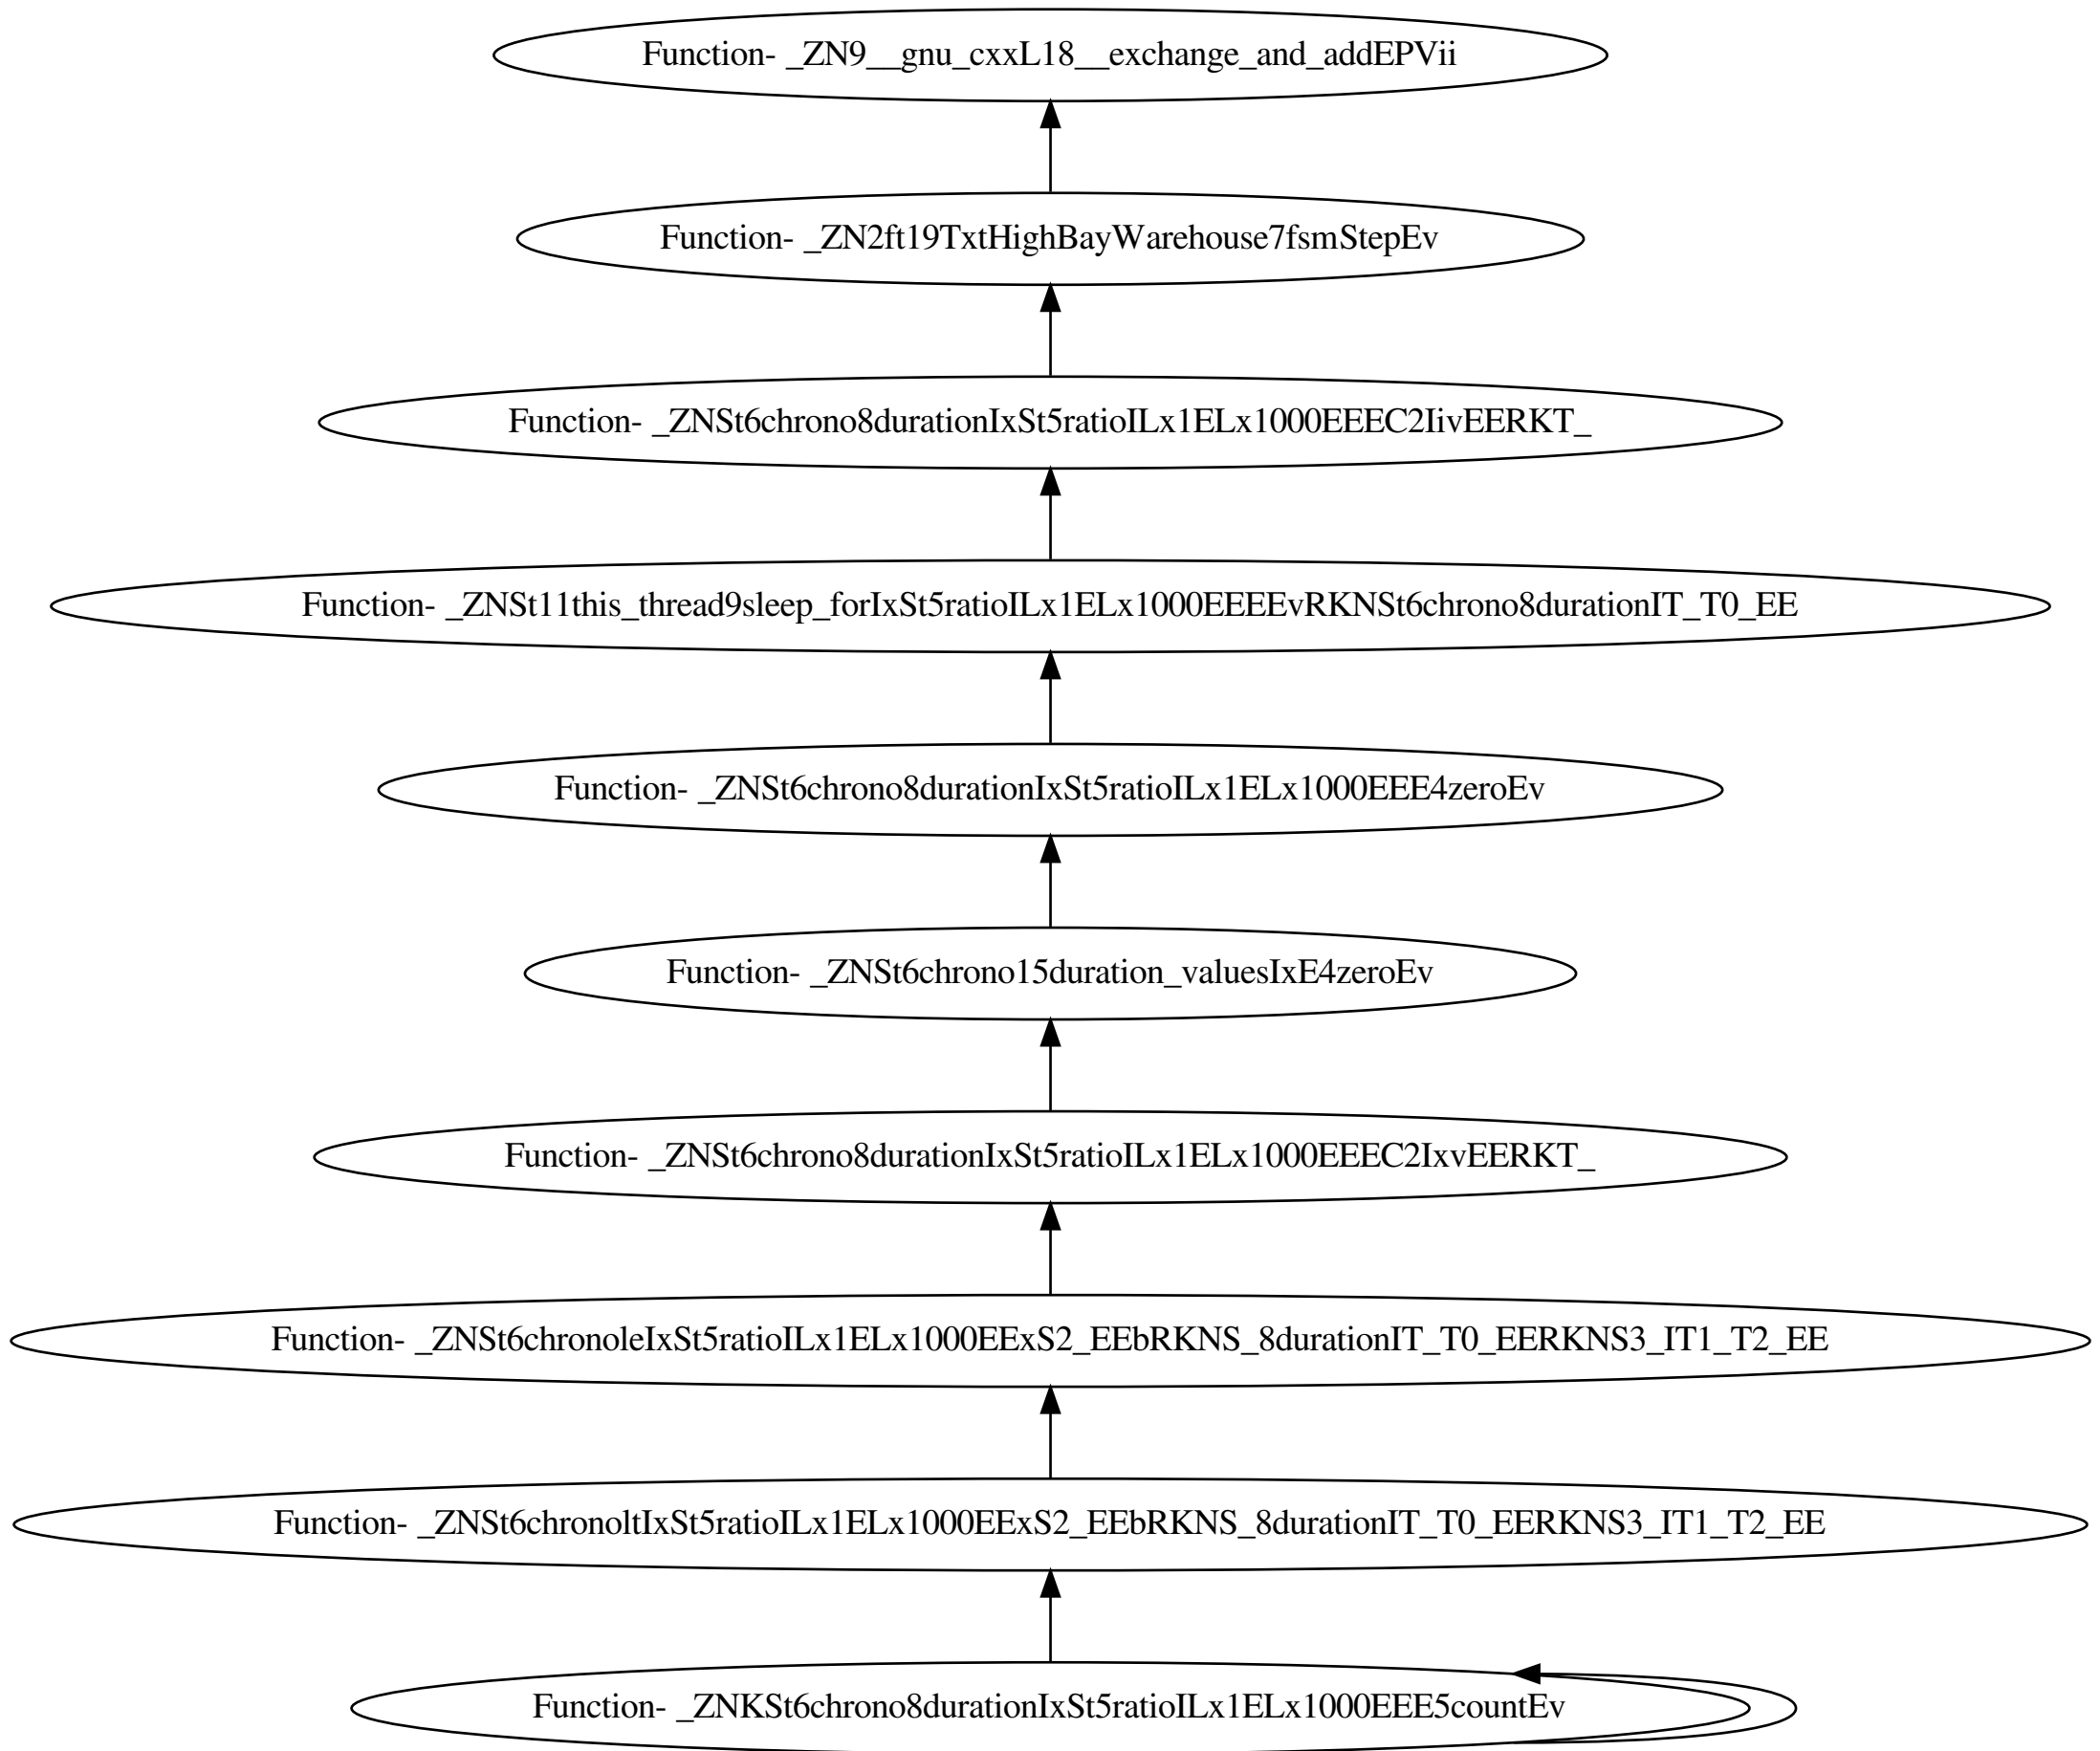 Function- _ZN9__gnu_cxxL18__exchange_and_addEPVii
Function- _ZN2ft19TxtHighBayWarehouse7fsmStepEv
Function- _ZNSt6chrono8durationIxSt5ratioILx1ELx1000EEEC2IivEERKT_
Function- _ZNSt11this_thread9sleep_forIxSt5ratioILx1ELx1000EEEEvRKNSt6chrono8durationIT_T0_EE
Function- _ZNSt6chrono8durationIxSt5ratioILx1ELx1000EEE4zeroEv
Function- _ZNSt6chrono15duration_valuesIxE4zeroEv
Function- _ZNSt6chrono8durationIxSt5ratioILx1ELx1000EEEC2IxvEERKT_
Function- _ZNSt6chronoleIxSt5ratioILx1ELx1000EExS2_EEbRKNS_8durationIT_T0_EERKNS3_IT1_T2_EE
Function- _ZNSt6chronoltIxSt5ratioILx1ELx1000EExS2_EEbRKNS_8durationIT_T0_EERKNS3_IT1_T2_EE
Function- _ZNKSt6chrono8durationIxSt5ratioILx1ELx1000EEE5countEv